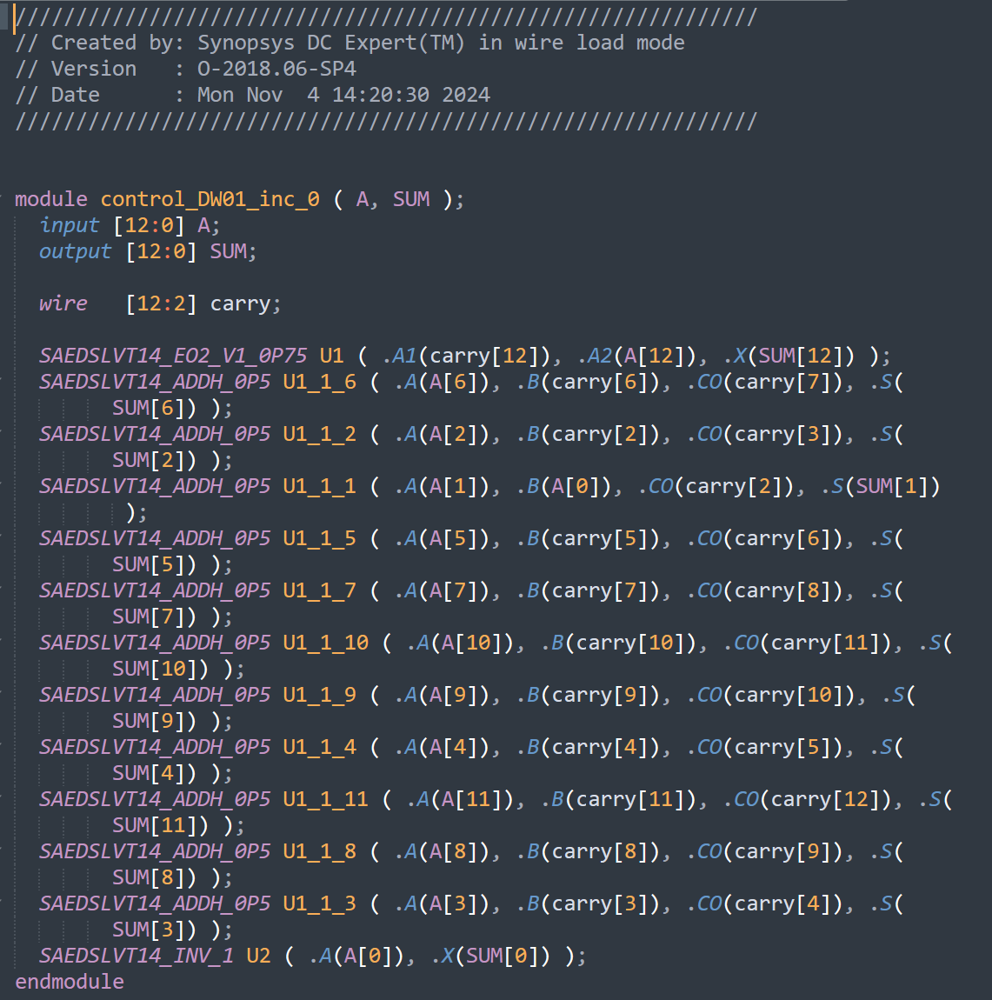 /////////////////////////////////////////////////////////////
// Created by: Synopsys DC Expert(TM) in wire load mode
// Version   : O-2018.06-SP4
// Date      : Mon Nov  4 14:20:30 2024
/////////////////////////////////////////////////////////////
module control_DW01_inc_0 ( A, SUM );
  input [12:0] A;
  output [12:0] SUM;
  wire   [12:2] carry;
  SAEDSLVT14_EO2_V1_0P75 U1 ( .A1(carry[12]), .A2(A[12]), .X(SUM[12]) );
  SAEDSLVT14_ADDH_0P5 U1_1_6 ( .A(A[6]), .B(carry[6]), .CO(carry[7]), .S(
        SUM[6]) );
  SAEDSLVT14_ADDH_0P5 U1_1_2 ( .A(A[2]), .B(carry[2]), .CO(carry[3]), .S(
        SUM[2]) );
  SAEDSLVT14_ADDH_0P5 U1_1_1 ( .A(A[1]), .B(A[0]), .CO(carry[2]), .S(SUM[1])
         );
  SAEDSLVT14_ADDH_0P5 U1_1_5 ( .A(A[5]), .B(carry[5]), .CO(carry[6]), .S(
        SUM[5]) );
  SAEDSLVT14_ADDH_0P5 U1_1_7 ( .A(A[7]), .B(carry[7]), .CO(carry[8]), .S(
        SUM[7]) );
  SAEDSLVT14_ADDH_0P5 U1_1_10 ( .A(A[10]), .B(carry[10]), .CO(carry[11]), .S(
        SUM[10]) );
  SAEDSLVT14_ADDH_0P5 U1_1_9 ( .A(A[9]), .B(carry[9]), .CO(carry[10]), .S(
        SUM[9]) );
  SAEDSLVT14_ADDH_0P5 U1_1_4 ( .A(A[4]), .B(carry[4]), .CO(carry[5]), .S(
        SUM[4]) );
  SAEDSLVT14_ADDH_0P5 U1_1_11 ( .A(A[11]), .B(carry[11]), .CO(carry[12]), .S(
        SUM[11]) );
  SAEDSLVT14_ADDH_0P5 U1_1_8 ( .A(A[8]), .B(carry[8]), .CO(carry[9]), .S(
        SUM[8]) );
  SAEDSLVT14_ADDH_0P5 U1_1_3 ( .A(A[3]), .B(carry[3]), .CO(carry[4]), .S(
        SUM[3]) );
  SAEDSLVT14_INV_1 U2 ( .A(A[0]), .X(SUM[0]) );
endmodule